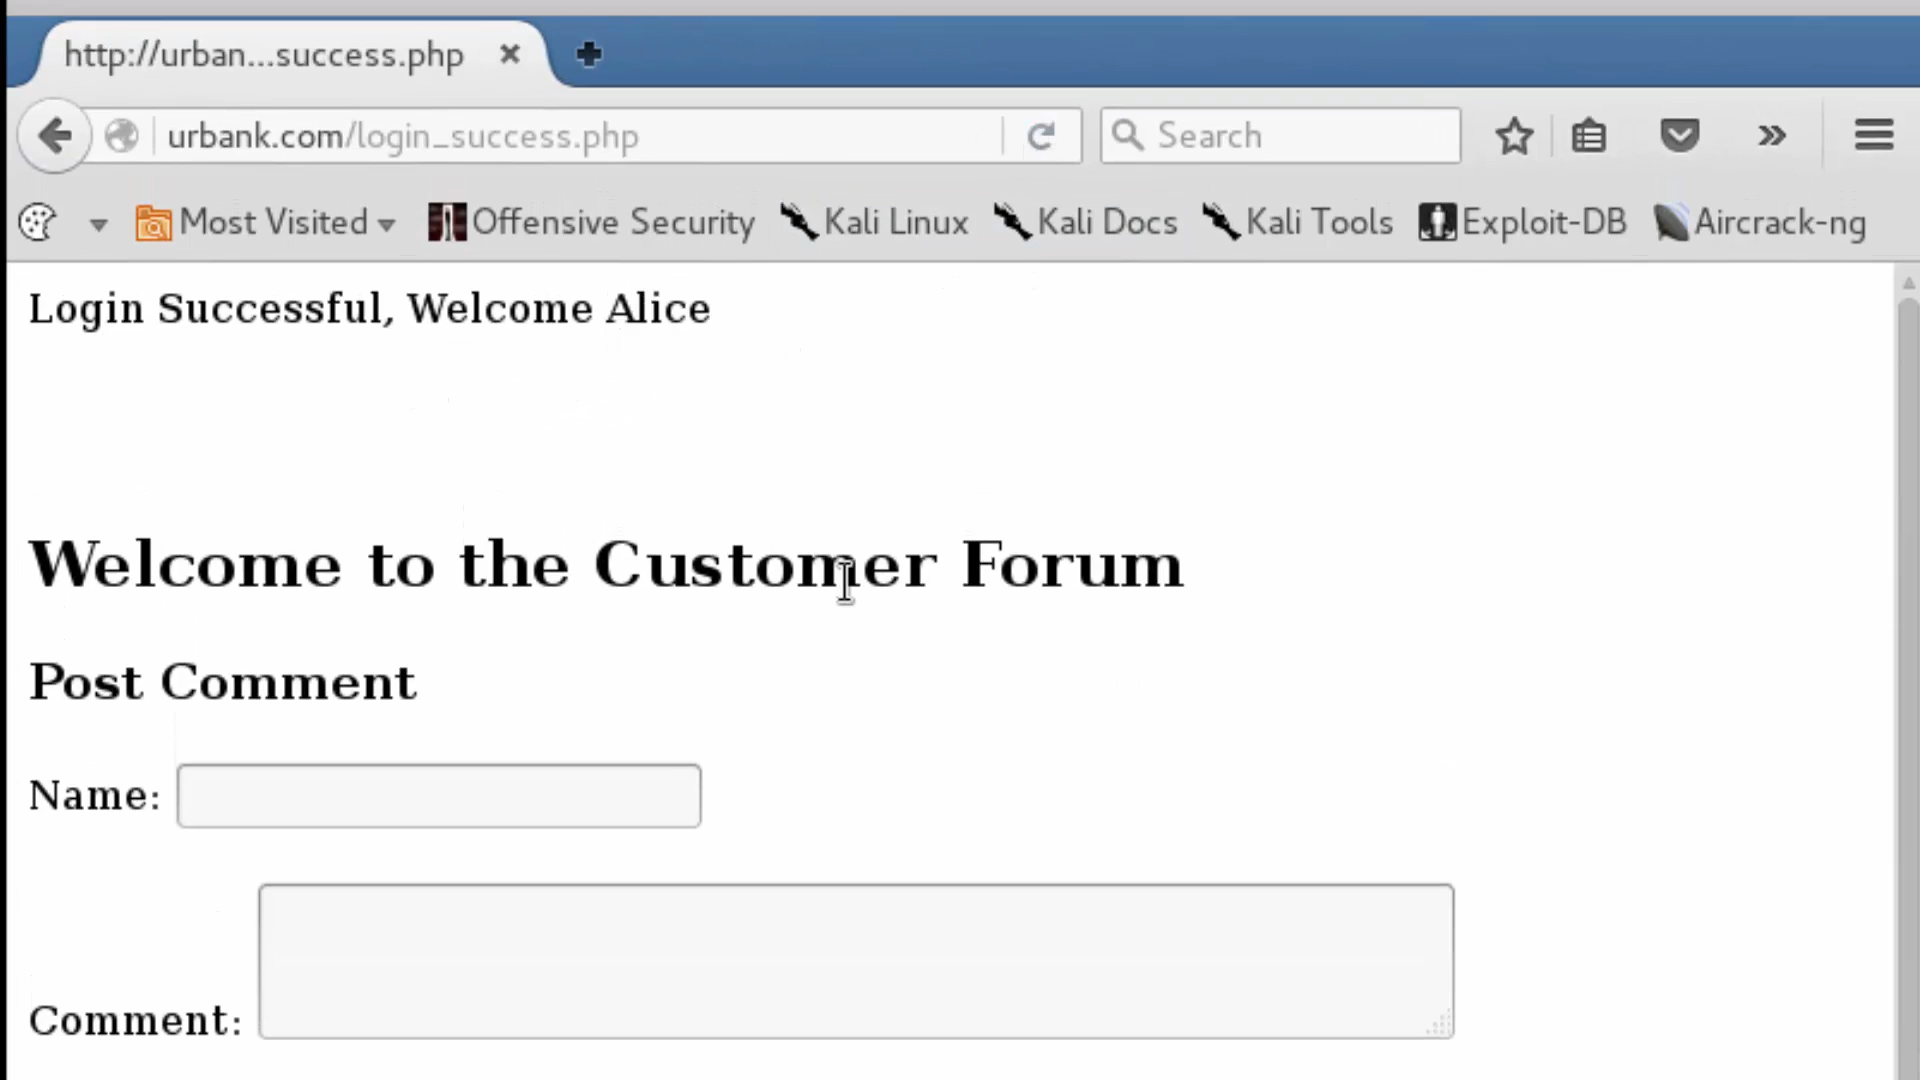 http://urban...success.php
urbank.com/login_success.php
Search
Most Visited
Offensive Security
Kali Linux
Kali Docs
Kali Tools
Exploit-DB
Aircrack-ng
Login Successful, Welcome Alice
Welcome to the Customer Forum
Post Comment
Name:
Comment: